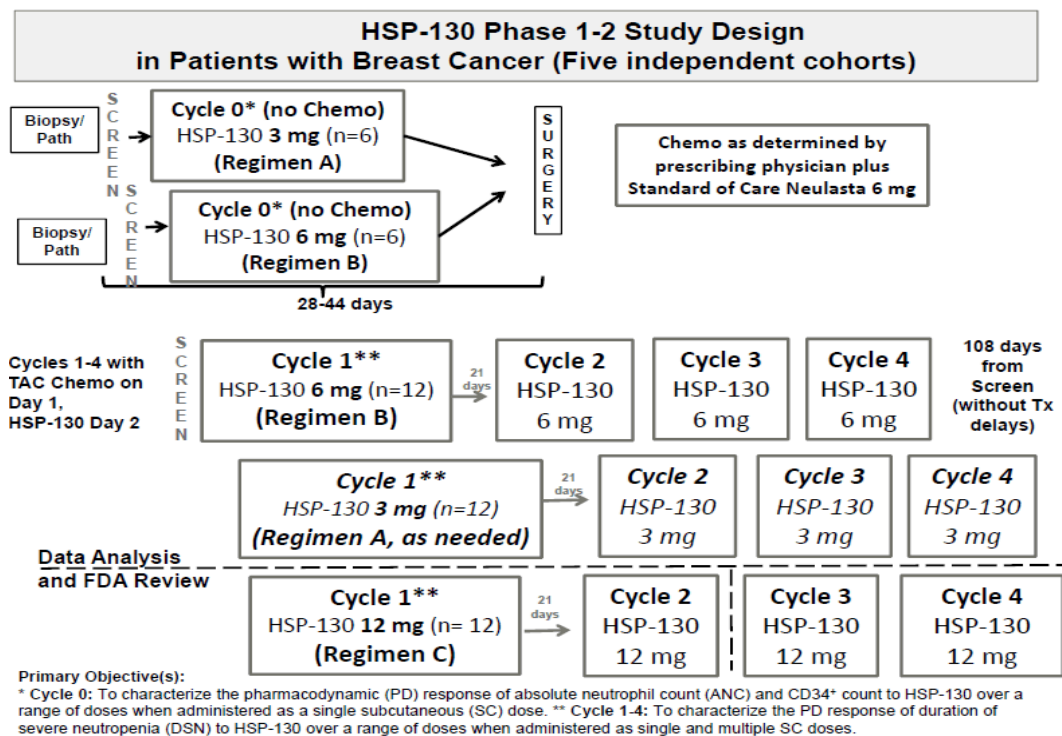 HSP-130 Phase 1-2 Study Design
in Patients with Breast Cancer (Five independent cohorts)
Biopsy/
Path
SCREEN
Cycle 0* (no Chemo)
HSP-130 3 mg (n=6)
(Regimen A)
SURGERY
Chemo as determined by
prescribing physician plus
Standard of Care Neulasta 6 mg
Biopsy/
Path
SCREEN
Cycle 0* (no Chemo)
HSP-130 6 mg (n=6)
(Regimen B)
28-44 days
Cycles 1-4 with
TAC Chemo on
Day 1,
HSP-130 Day 2
SCREEN
Cycle 1**
HSP-130 6 mg (n=12)
(Regimen B)
21
days
Cycle 2
HSP-130
6 mg
Cycle 3
HSP-130
6 mg
Cycle 4
HSP-130
6 mg
108 days
from
Screen
(without Tx
delays)
Cycle 1**
HSP-130 3 mg (n=12)
(Regimen A, as needed)
21
days
Cycle 2
HSP-130
3 mg
Cycle 3
HSP-130
3 mg
Cycle 4
HSP-130
3 mg
Data Analysis
and FDA Review
Cycle 1**
HSP-130 12 mg (n= 12)
(Regimen C)
21
days
Cycle 2
HSP-130
12 mg
Cycle 3
HSP-130
12 mg
Cycle 4
HSP-130
12 mg
Primary Objective(s):
* Cycle 0: To characterize the pharmacodynamic (PD) response of absolute neutrophil count (ANC) and CD34⁺ count to HSP-130 over a
range of doses when administered as a single subcutaneous (SC) dose. ** Cycle 1-4: To characterize the PD response of duration of
severe neutropenia (DSN) to HSP-130 over a range of doses when administered as single and multiple SC doses.